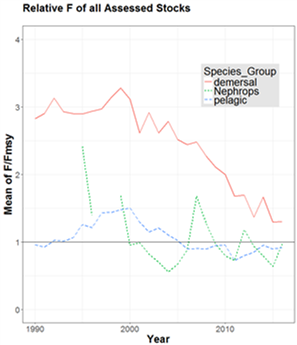 Relative F of all Assessed Stocks
Species_Group
demersal
Nephrops
pelagic
Mean of F/Fmsy
4
3
2
1
0
1990
2000
2010
Year